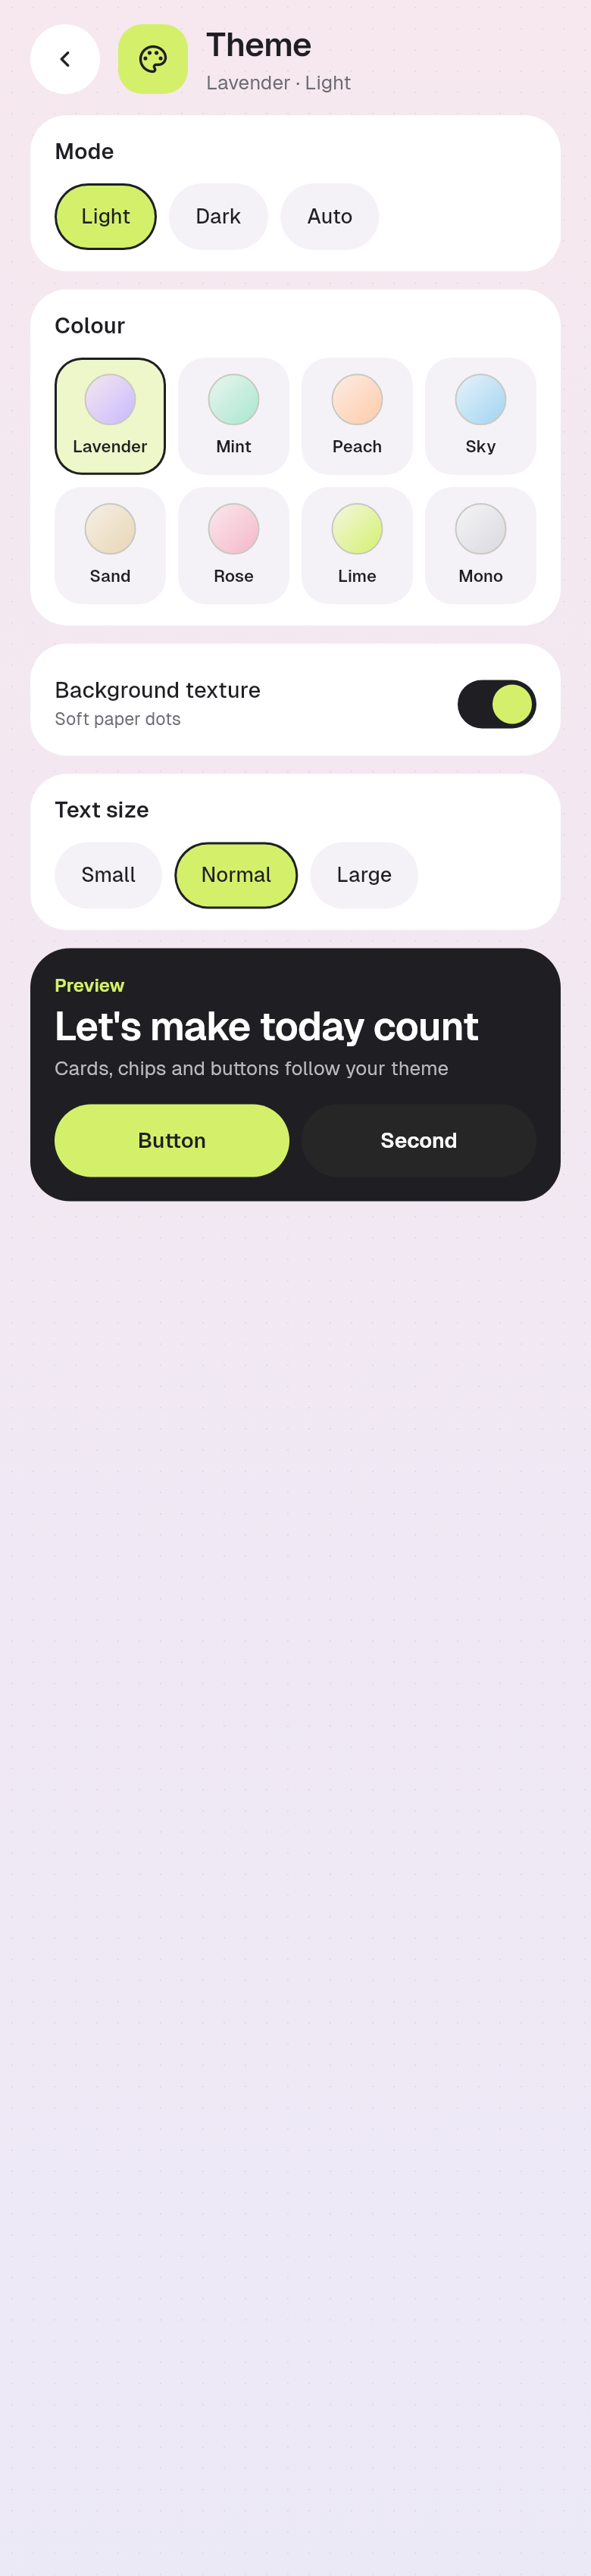 Theme
Lavender · Light
Mode
Light Dark Auto
Colour
Lavender Mint Peach Sky
Sand Rose Lime Mono
Background texture
Soft paper dots
Text size
Small Normal Large
Preview
Let's make today count
Cards, chips and buttons follow your theme
Button Second